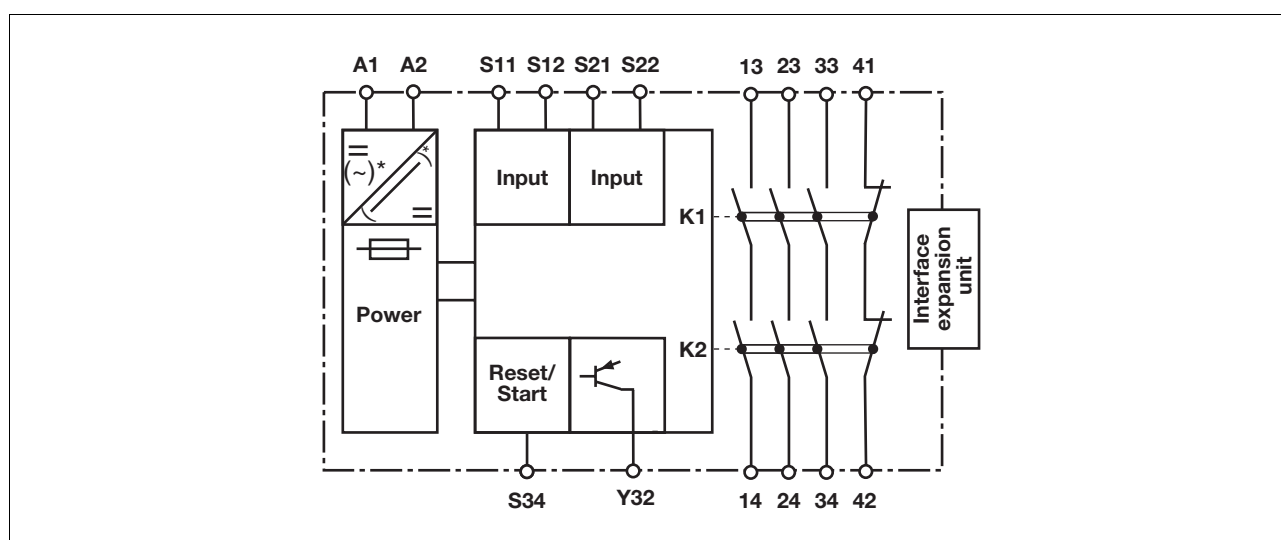 A1 A2 S11 S12 S21 S22 13 23 33 41
= (~)* * =
Input Input
K1
Interface
expansion
unit
Power
K2
Reset/
Start
S34 Y32 14 24 34 42